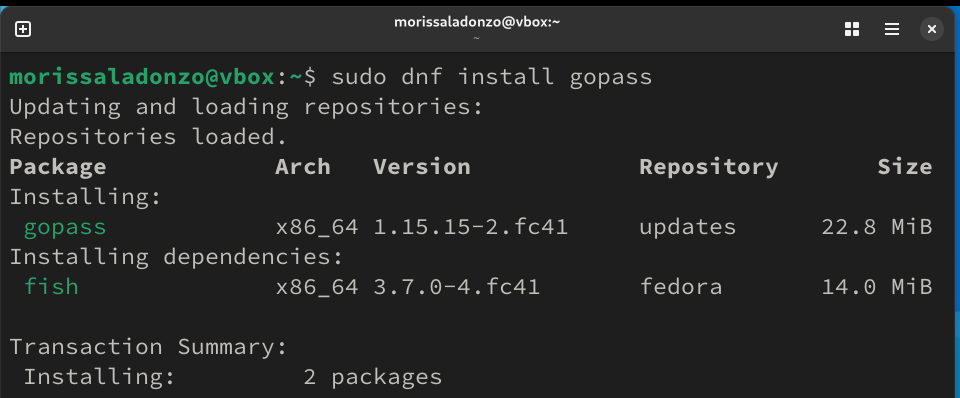 morissaladonzo@vbox:~
~
morissaladonzo@vbox:~$ sudo dnf install gopass
Updating and loading repositories:
Repositories loaded.
Package Arch Version Repository Size
Installing:
gopass x86_64 1.15.15-2.fc41 updates 22.8 MiB
Installing dependencies:
fish x86_64 3.7.0-4.fc41 fedora 14.0 MiB
Transaction Summary:
Installing: 2 packages